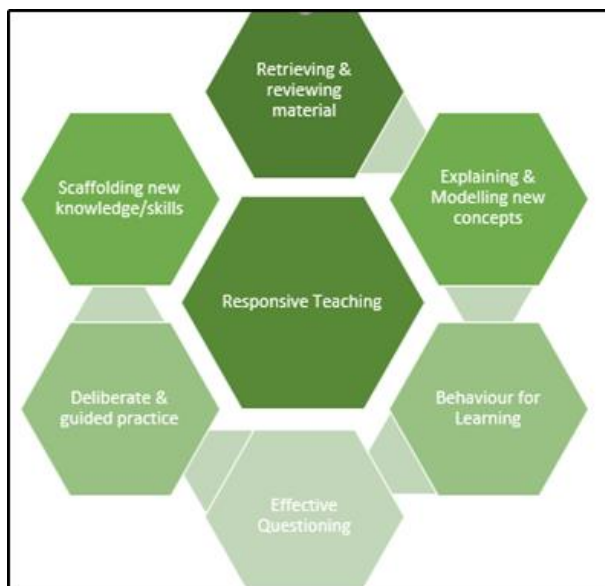 Retrieving &
reviewing
material
Explaining &
Modelling new
concepts
Behaviour for
Learning
Effective
Questioning
Deliberate &
guided practice
Scaffolding new
knowledge/skills
Responsive Teaching